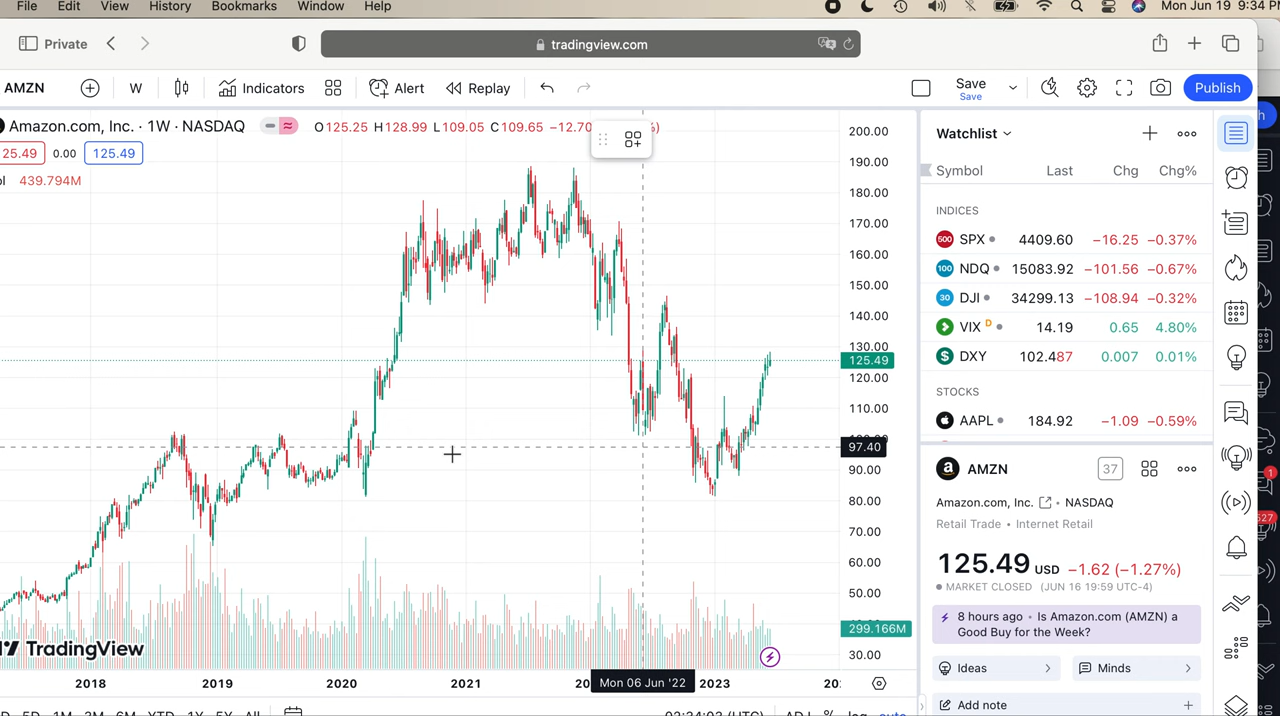 File Edit View History Bookmarks Window Help Mon Jun 19 9:34
Private tradingview.com
AMZN W Indicators Alert Replay Save Save Publish
Amazon.com, Inc. · 1W · NASDAQ O125.25 H128.99 L109.05 C109.65 −12.70
25.49 0.00 125.49
439.794M
200.00
190.00
180.00
170.00
160.00
150.00
140.00
130.00
125.49
120.00
110.00
97.40
90.00
80.00
70.00
60.00
50.00
299.166M
30.00
TradingView
2018 2019 2020 2021 Mon 06 Jun '22 2023
Watchlist
Symbol Last Chg Chg%
INDICES
500 SPX 4409.60 −16.25 −0.37%
100 NDQ 15083.92 −101.56 −0.67%
30 DJI 34299.13 −108.94 −0.32%
VIX D 14.19 0.65 4.80%
DXY 102.487 0.007 0.01%
STOCKS
AAPL 184.92 −1.09 −0.59%
AMZN 37
Amazon.com, Inc. · NASDAQ
Retail Trade • Internet Retail
125.49 USD −1.62 (−1.27%)
MARKET CLOSED (JUN 16 19:59 UTC-4)
8 hours ago • Is Amazon.com (AMZN) a
Good Buy for the Week?
Ideas Minds
Add note
1